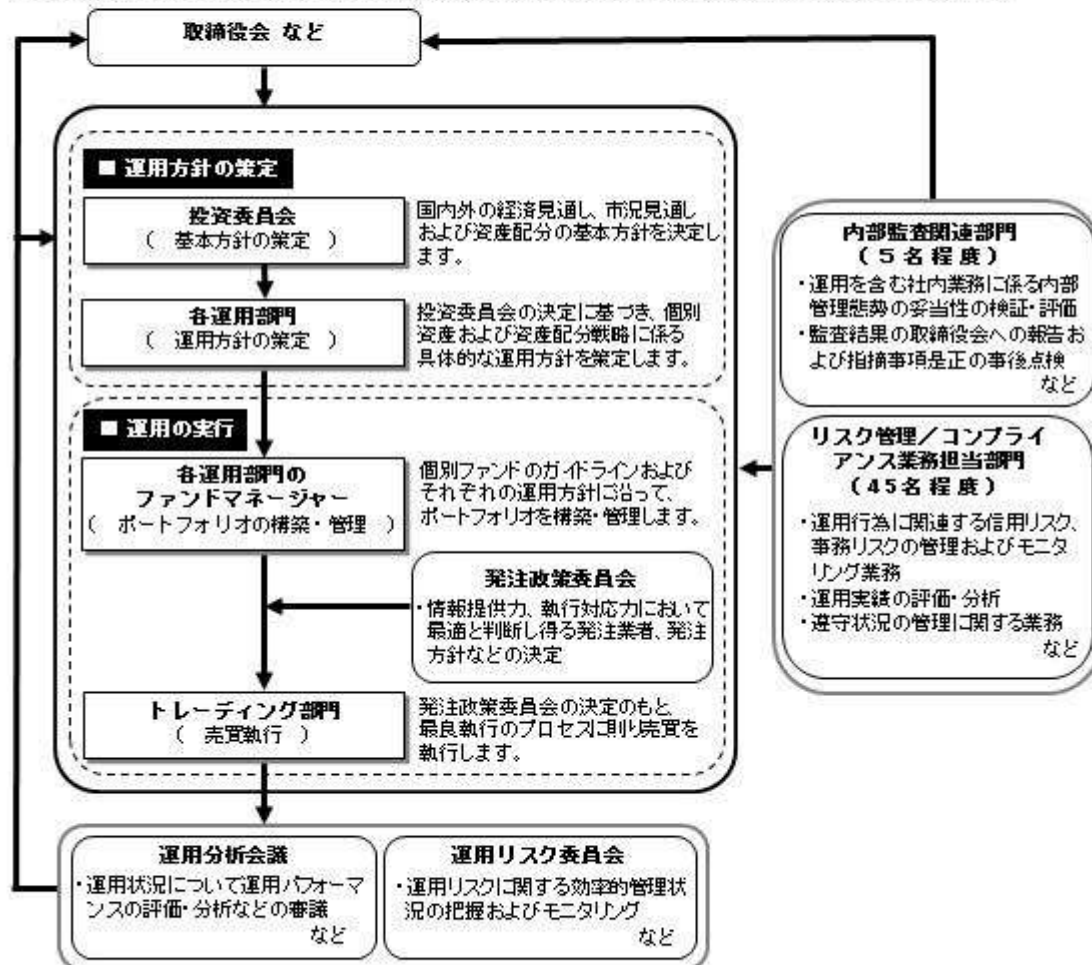 取締役会 など
■ 運用方針の策定
投資委員会
( 基本方針の策定 )
国内外の経済見通し、市況見通し
および資産配分の基本方針を決定し
ます。
各運用部門
( 運用方針の策定 )
投資委員会の決定に基づき、個別
資産および資産配分戦略に係る
具体的な運用方針を策定します。
■ 運用の実行
各運用部門の
ファンドマネージャー
( ポートフォリオの構築・管理 )
個別ファンドのガイドラインおよび
それぞれの運用方針に沿って、
ポートフォリオを構築・管理します。
発注政策委員会
・情報提供力、執行対応力において
最適と判断し得る発注業者、発注
方針などの決定
トレーディング部門
( 売買執行 )
発注政策委員会の決定のもと、
最良執行のプロセスに則り売買を
執行します。
運用分析会議
・運用状況について運用パフォーマ
ンスの評価・分析などの審議
など
運用リスク委員会
・運用リスクに関する効率的管理状
況の把握およびモニタリング
など
内部監査関連部門
(5名程度)
・運用を含む社内業務に係る内部
管理態勢の妥当性の検証・評価
・監査結果の取締役会への報告お
よび指摘事項是正の事後点検
など
リスク管理/コンプライ
アンス業務担当部門
(45名程度)
・運用行為に関連する信用リスク、
事務リスクの管理およびモニタ
リング業務
・運用実績の評価・分析
・遵守状況の管理に関する業務
など